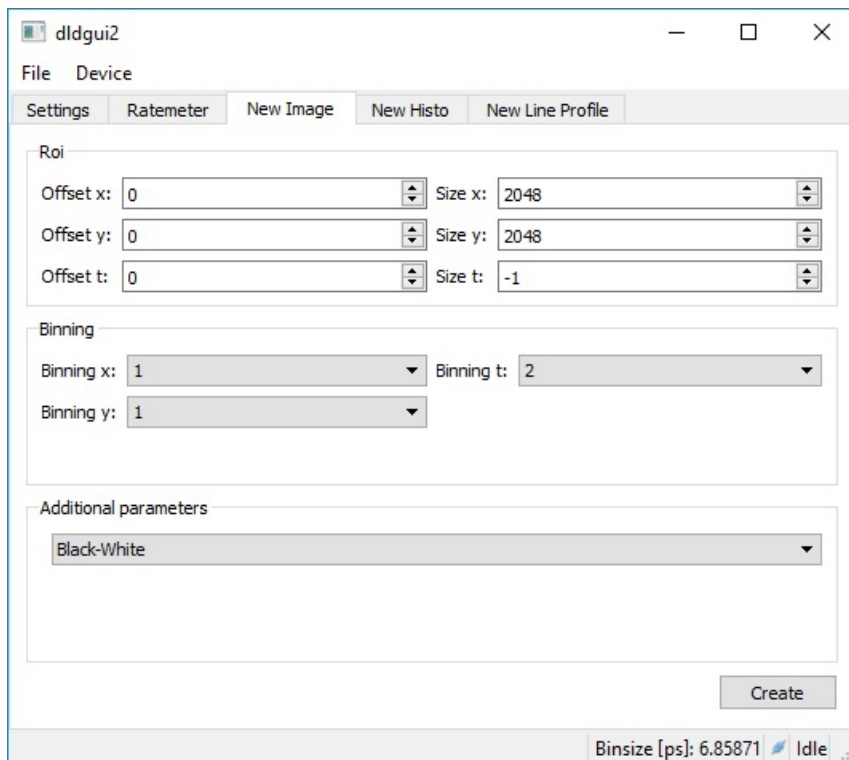 dldgui2
File Device
Settings Ratemeter New Image New Histo New Line Profile
Roi
Offset x: 0 Size x: 2048
Offset y: 0 Size y: 2048
Offset t: 0 Size t: -1
Binning
Binning x: 1 Binning t: 2
Binning y: 1
Additional parameters
Black-White
Create
Binsize [ps]: 6.85871 Idle